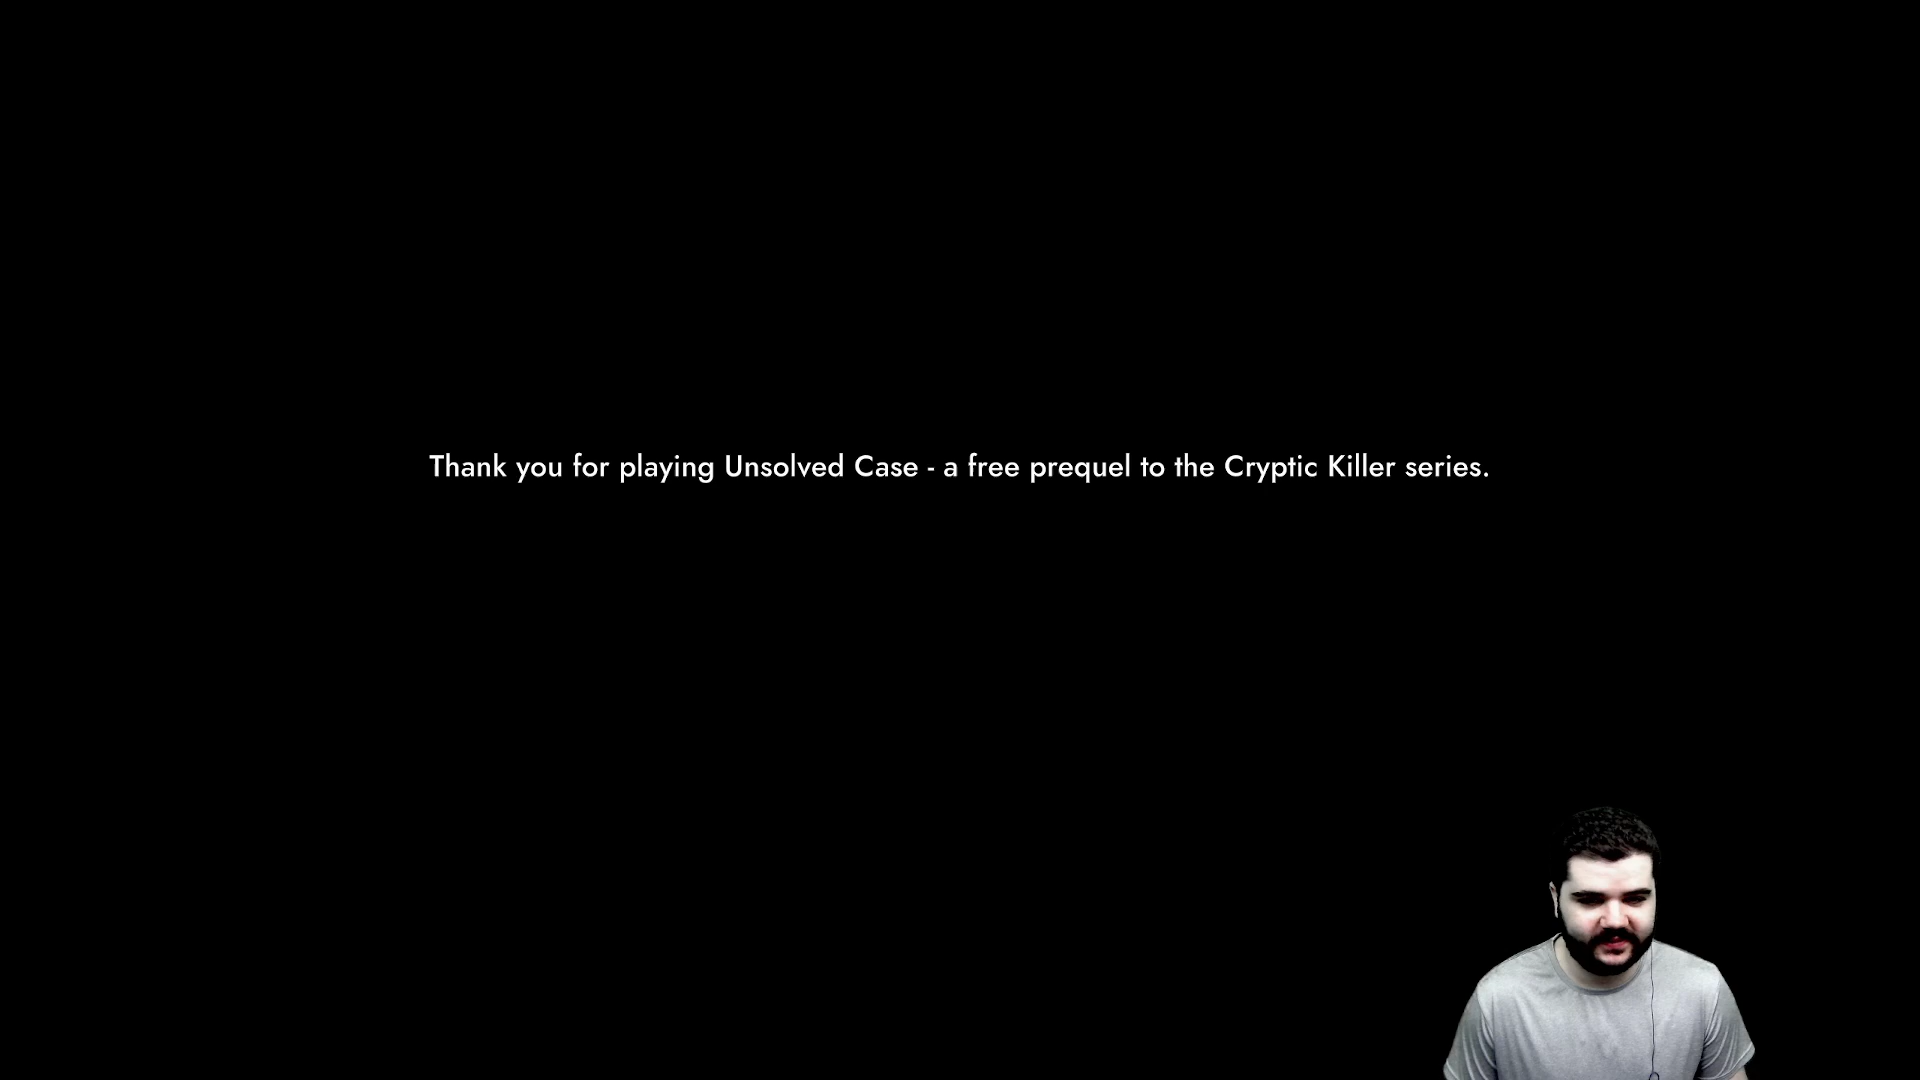 Thank you for playing Unsolved Case - a free prequel to the Cryptic Killer series.